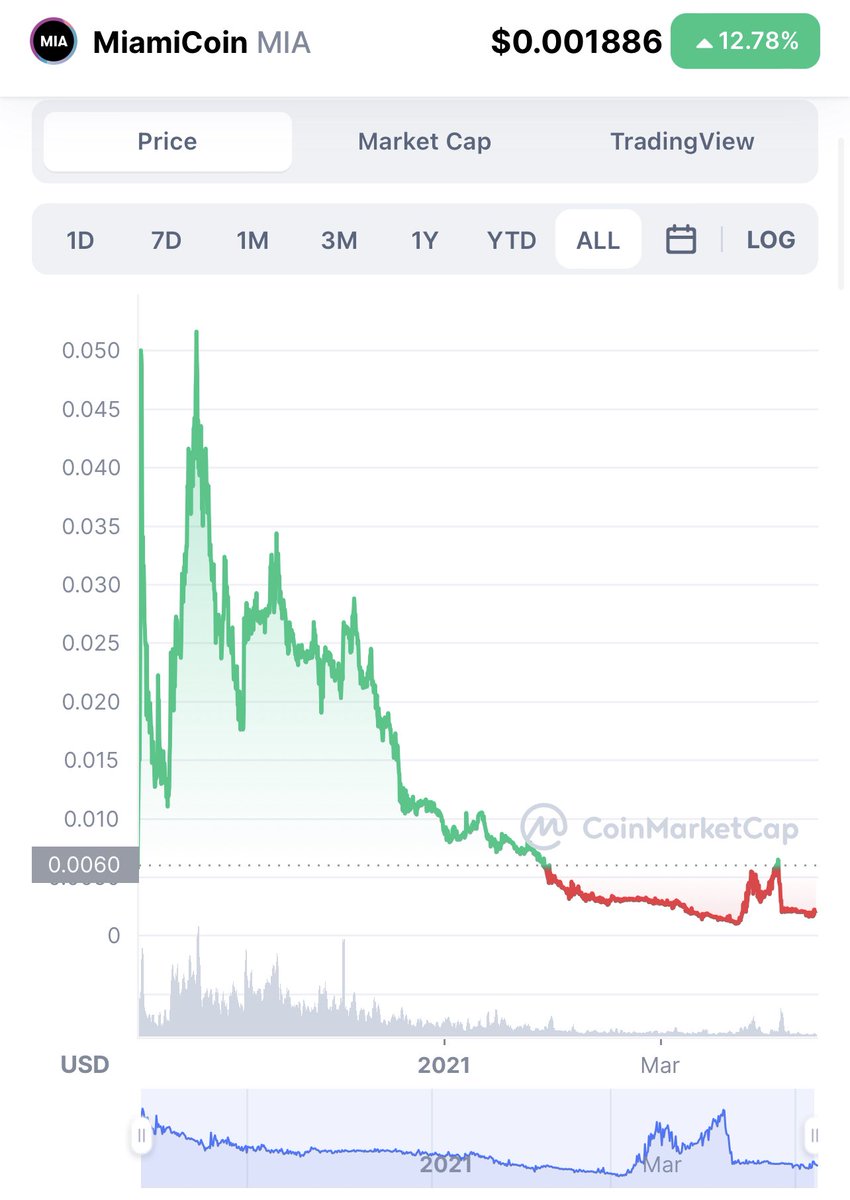 MIA MiamiCoin MIA $0.001886 ▲ 12.78%
Price Market Cap TradingView
1D 7D 1M 3M 1Y YTD ALL LOG
0.050
0.045
0.040
0.035
0.030
0.025
0.020
0.015
0.010
CoinMarketCap
0.0060
0
USD 2021 Mar
2021 Mar